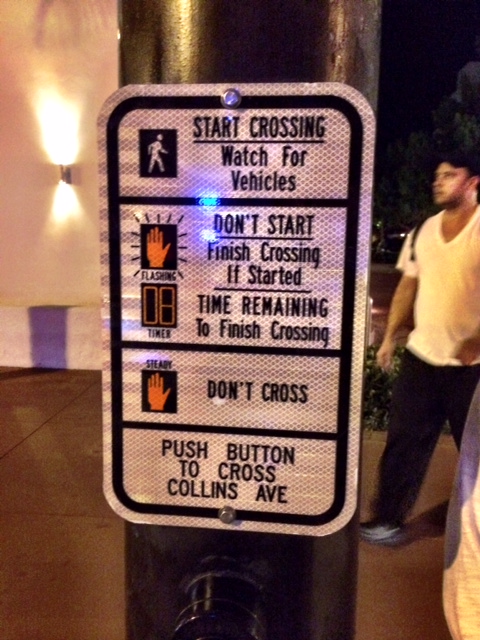 START CROSSING
Watch For
Vehicles
DON'T START
Finish Crossing
If Started
FLASHING
08
TIMER
TIME REMAINING
To Finish Crossing
STEADY
DON'T CROSS
PUSH BUTTON
TO CROSS
COLLINS AVE